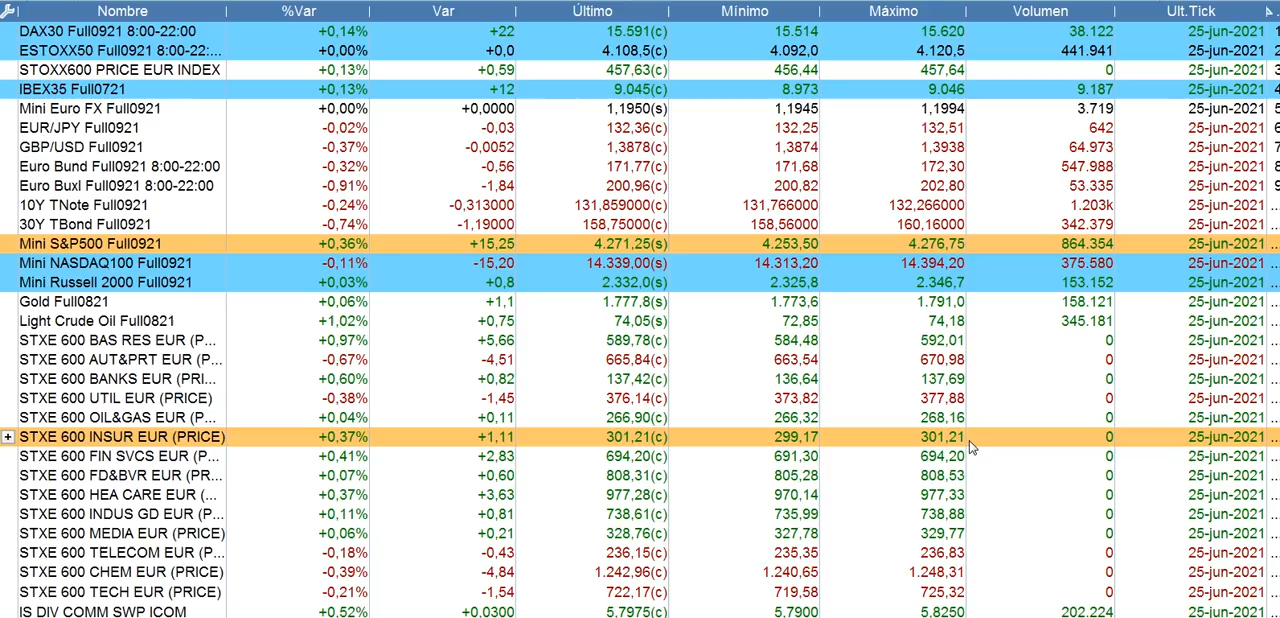 Nombre %Var Var Último Mínimo Máximo Volumen Ult.Tick
DAX30 Full0921 8:00-22:00 +0,14% +22 15.591(c) 15.514 15.620 38.122 25-jun-2021 1
ESTOXX50 Full0921 8:00-22:... +0,00% +0,0 4.108,5(c) 4.092,0 4.120,5 441.941 25-jun-2021 2
STOXX600 PRICE EUR INDEX +0,13% +0,59 457,63(c) 456,44 457,64 0 25-jun-2021 3
IBEX35 Full0721 +0,13% +12 9.045(c) 8.973 9.046 9.187 25-jun-2021 4
Mini Euro FX Full0921 +0,00% +0,0000 1,1950(s) 1,1945 1,1994 3.719 25-jun-2021 5
EUR/JPY Full0921 -0,02% -0,03 132,36(c) 132,25 132,51 642 25-jun-2021 6
GBP/USD Full0921 -0,37% -0,0052 1,3878(c) 1,3874 1,3938 64.973 25-jun-2021 7
Euro Bund Full0921 8:00-22:00 -0,32% -0,56 171,77(c) 171,68 172,30 547.988 25-jun-2021 8
Euro Buxl Full0921 8:00-22:00 -0,91% -1,84 200,96(c) 200,82 202,80 53.335 25-jun-2021 9
10Y TNote Full0921 -0,24% -0,313000 131,859000(c) 131,766000 132,266000 1.203k 25-jun-2021 ...
30Y TBond Full0921 -0,74% -1,19000 158,75000(c) 158,56000 160,16000 342.379 25-jun-2021 ...
Mini S&P500 Full0921 +0,36% +15,25 4.271,25(s) 4.253,50 4.276,75 864.354 25-jun-2021 ...
Mini NASDAQ100 Full0921 -0,11% -15,20 14.339,00(s) 14.313,20 14.394,20 375.580 25-jun-2021 ...
Mini Russell 2000 Full0921 +0,03% +0,8 2.332,0(s) 2.325,8 2.346,7 153.152 25-jun-2021 ...
Gold Full0821 +0,06% +1,1 1.777,8(s) 1.773,6 1.791,0 158.121 25-jun-2021 ...
Light Crude Oil Full0821 +1,02% +0,75 74,05(s) 72,85 74,18 345.181 25-jun-2021 ...
STXE 600 BAS RES EUR (P... +0,97% +5,66 589,78(c) 584,48 592,01 0 25-jun-2021 ...
STXE 600 AUT&PRT EUR (P... -0,67% -4,51 665,84(c) 663,54 670,98 0 25-jun-2021 ...
STXE 600 BANKS EUR (PRI... +0,60% +0,82 137,42(c) 136,64 137,69 0 25-jun-2021 ...
STXE 600 UTIL EUR (PRICE) -0,38% -1,45 376,14(c) 373,82 377,88 0 25-jun-2021 ...
STXE 600 OIL&GAS EUR (P... +0,04% +0,11 266,90(c) 266,32 268,16 0 25-jun-2021 ...
STXE 600 INSUR EUR (PRICE) +0,37% +1,11 301,21(c) 299,17 301,21 0 25-jun-2021 ...
STXE 600 FIN SVCS EUR (P... +0,41% +2,83 694,20(c) 691,30 694,20 0 25-jun-2021 ...
STXE 600 FD&BVR EUR (PR... +0,07% +0,60 808,31(c) 805,28 808,53 0 25-jun-2021 ...
STXE 600 HEA CARE EUR (... +0,37% +3,63 977,28(c) 970,14 977,33 0 25-jun-2021 ...
STXE 600 INDUS GD EUR (P... +0,11% +0,81 738,61(c) 735,99 738,88 0 25-jun-2021 ...
STXE 600 MEDIA EUR (PRICE) +0,06% +0,21 328,76(c) 327,78 329,77 0 25-jun-2021 ...
STXE 600 TELECOM EUR (P... -0,18% -0,43 236,15(c) 235,35 236,83 0 25-jun-2021 ...
STXE 600 CHEM EUR (PRICE) -0,39% -4,84 1.242,96(c) 1.240,65 1.248,31 0 25-jun-2021 ...
STXE 600 TECH EUR (PRICE) -0,21% -1,54 722,17(c) 719,58 725,32 0 25-jun-2021 ...
IS DIV COMM SWP ICOM +0,52% +0,0300 5,7975(c) 5,7900 5,8250 202.224 25-jun-2021 ...